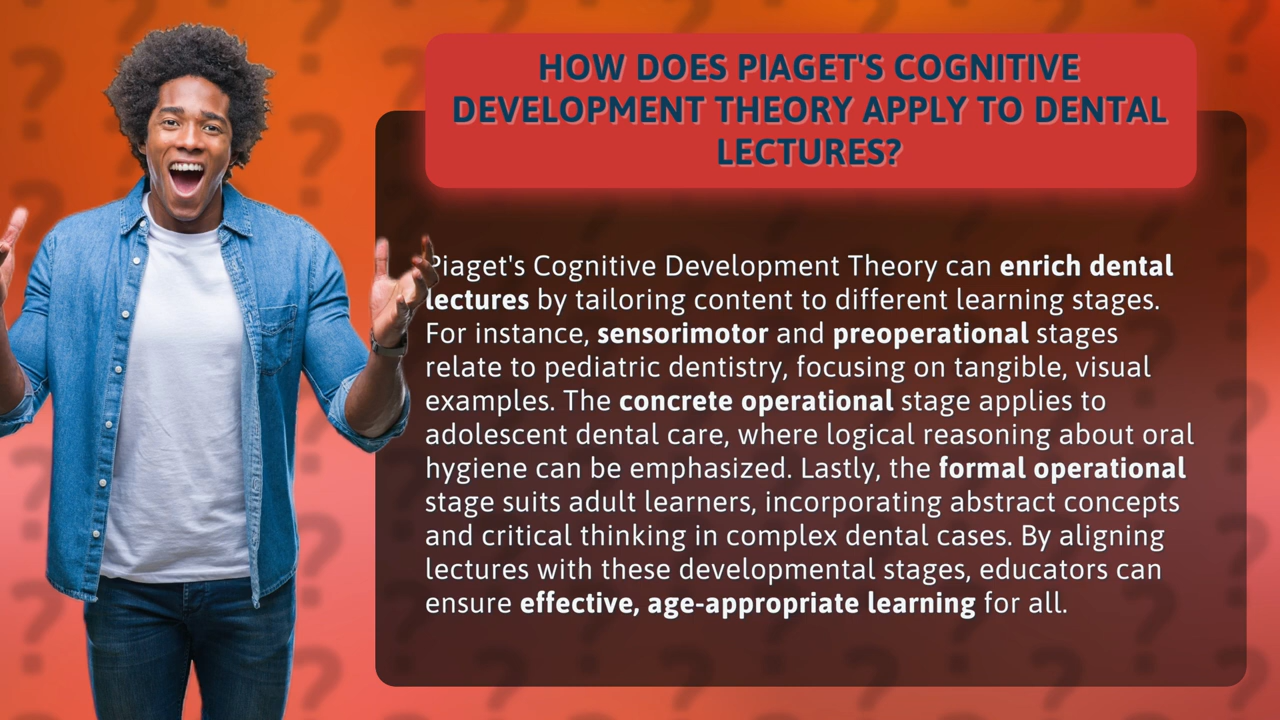 HOW DOES PIAGET'S COGNITIVE
DEVELOPMENT THEORY APPLY TO DENTAL
LECTURES?
Piaget's Cognitive Development Theory can enrich dental
lectures by tailoring content to different learning stages.
For instance, sensorimotor and preoperational stages
relate to pediatric dentistry, focusing on tangible, visual
examples. The concrete operational stage applies to
adolescent dental care, where logical reasoning about oral
hygiene can be emphasized. Lastly, the formal operational
stage suits adult learners, incorporating abstract concepts
and critical thinking in complex dental cases. By aligning
lectures with these developmental stages, educators can
ensure effective, age-appropriate learning for all.